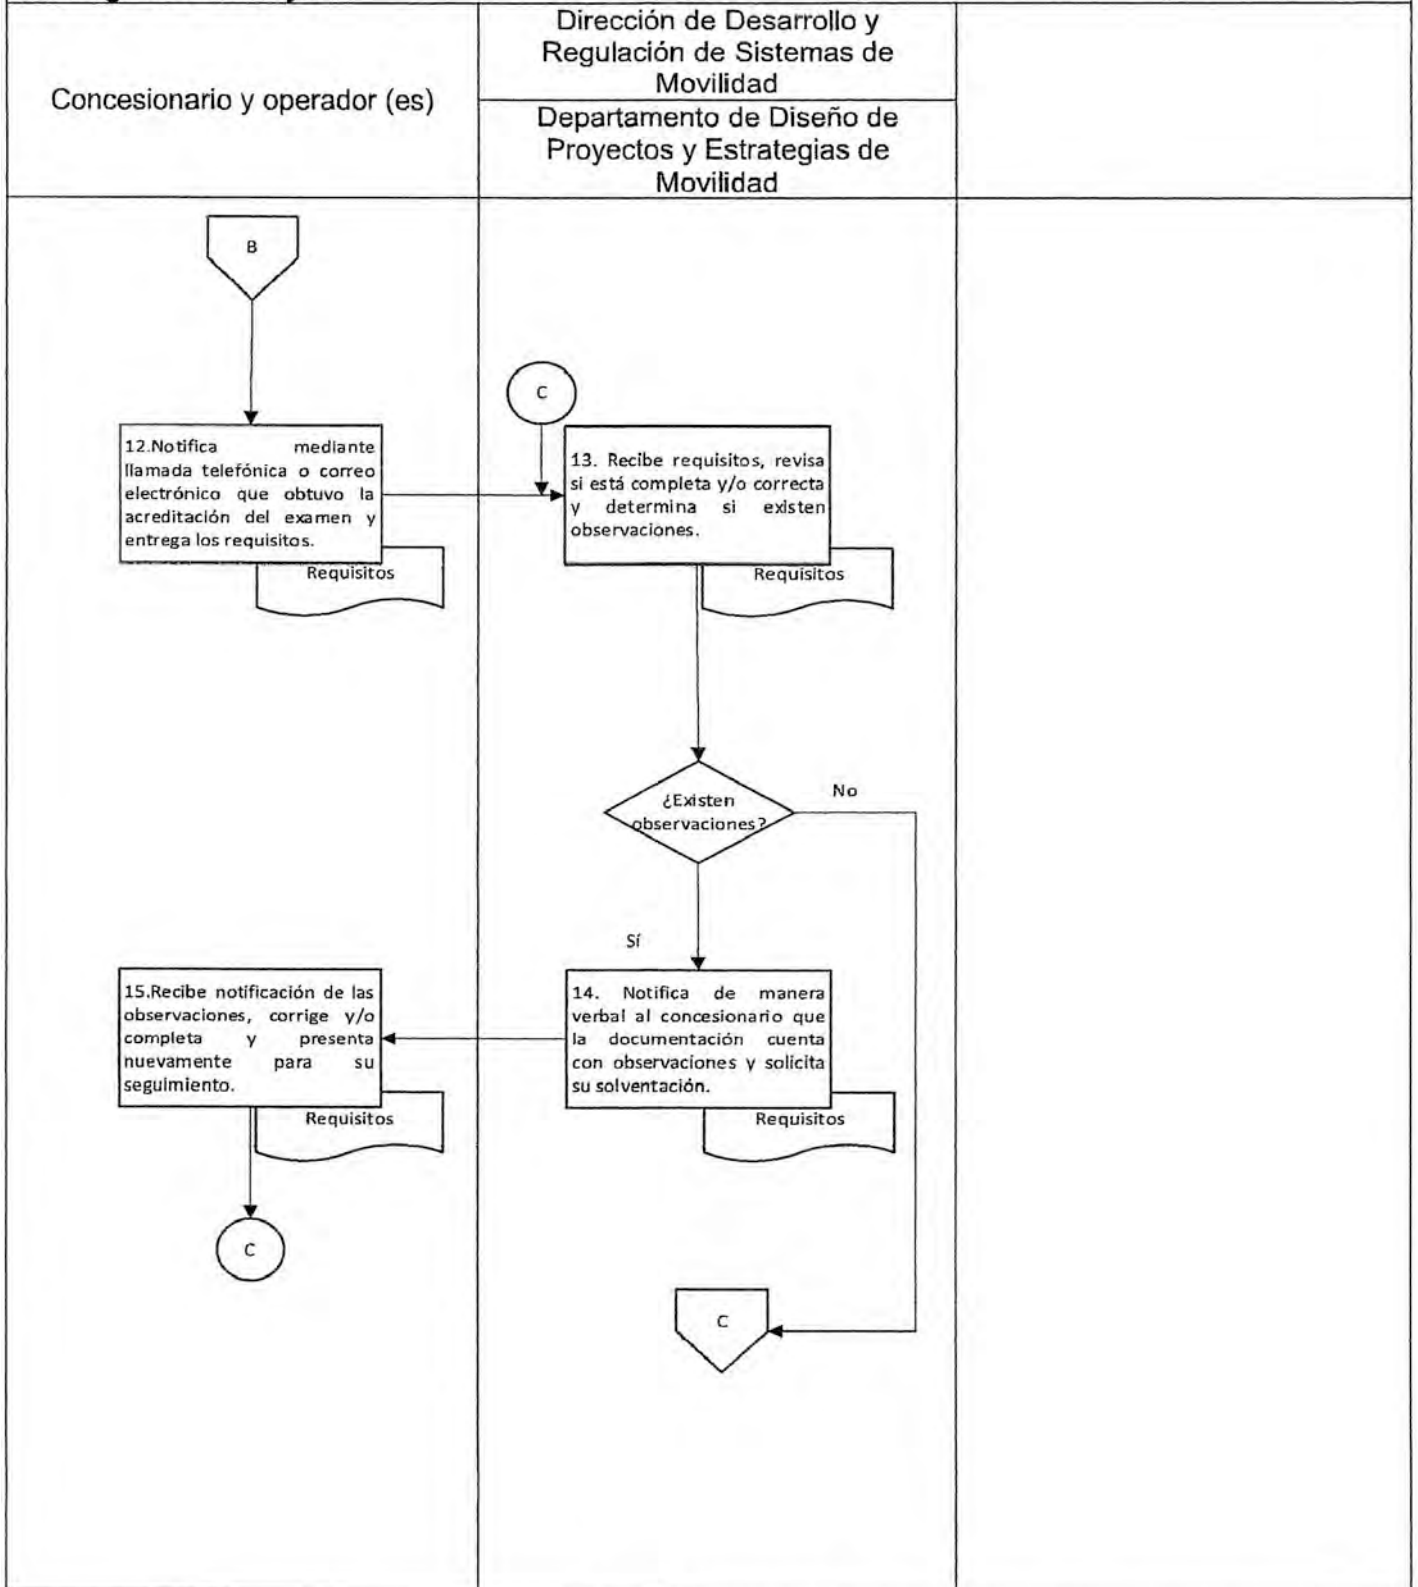 Concesionario y operador (es)
Dirección de Desarrollo y
Regulación de Sistemas de
Movilidad
Departamento de Diseño de
Proyectos y Estrategias de
Movilidad
B
C
12.Notifica mediante
llamada telefónica o correo
electrónico que obtuvo la
acreditación del examen y
entrega los requisitos.
Requisitos
13. Recibe requisitos, revisa
si está completa y/o correcta
y determina si existen
observaciones.
Requisitos
¿Existen
observaciones?
No
Sí
14. Notifica de manera
verbal al concesionario que
la documentación cuenta
con observaciones y solicita
su solventación.
Requisitos
15.Recibe notificación de las
observaciones, corrige y/o
completa y presenta
nuevamente para su
seguimiento.
Requisitos
C
C